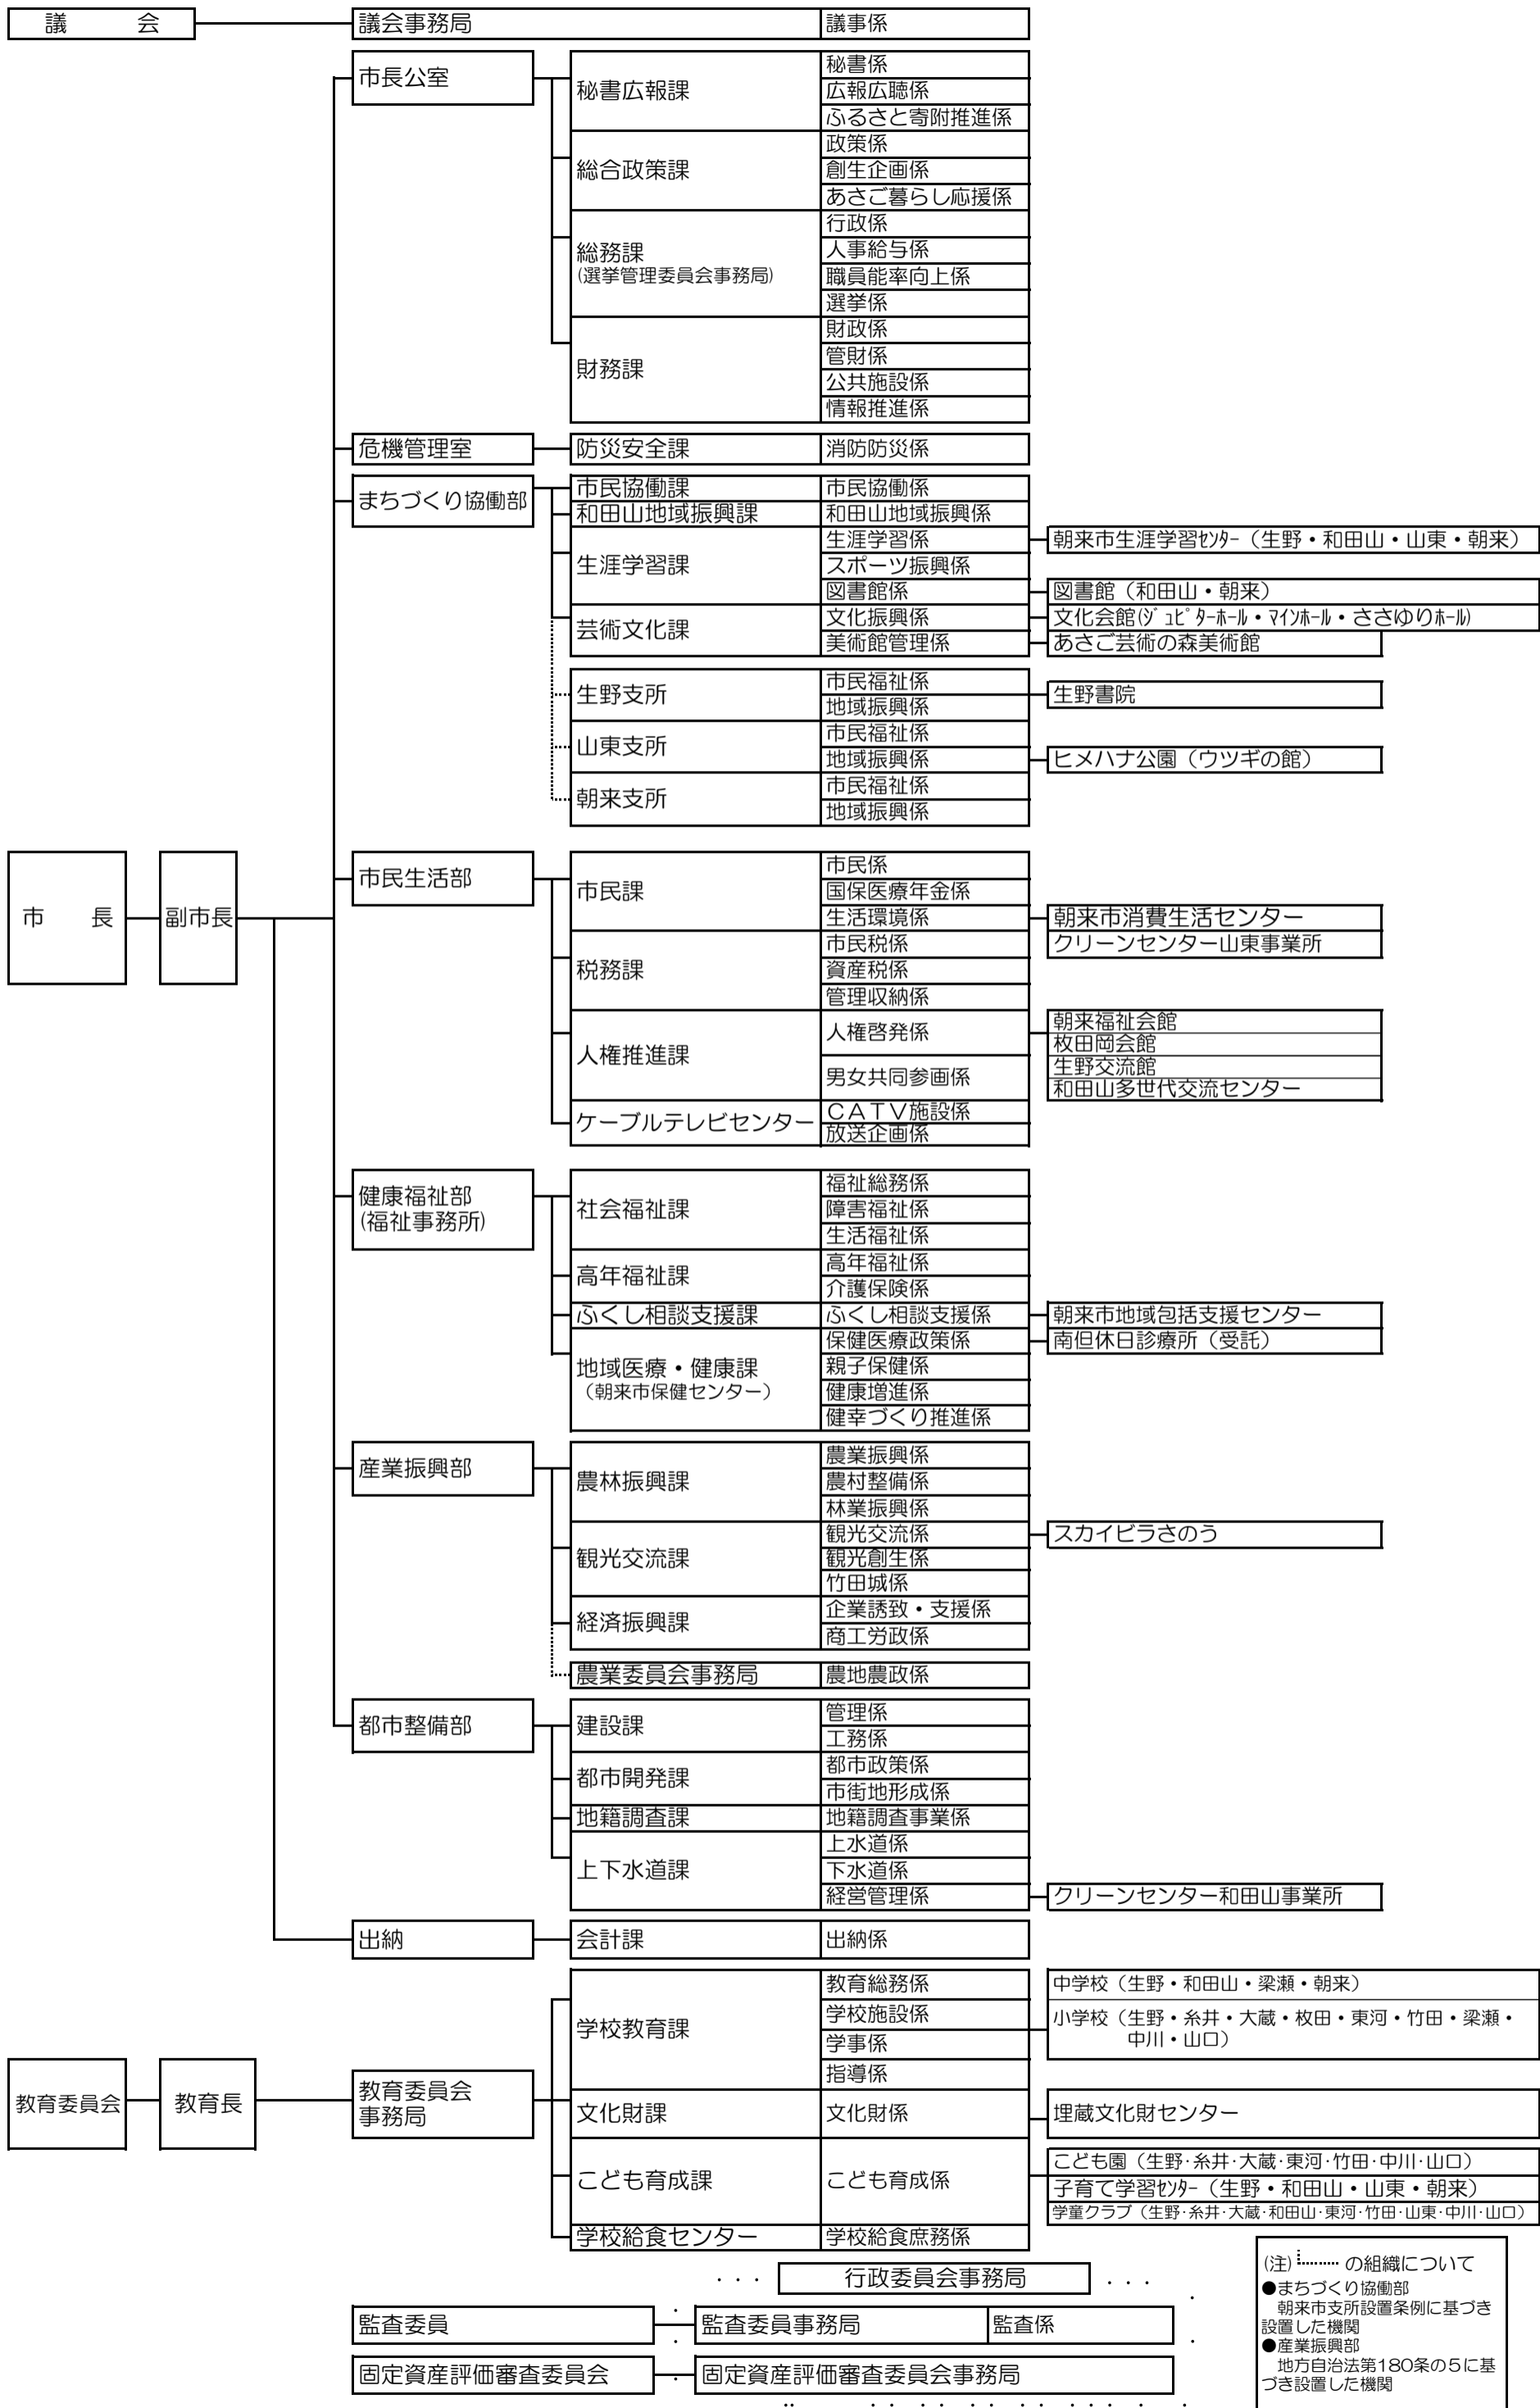 議　会
議会事務局
議事係
市長公室
秘書広報課
秘書係
広報広聴係
ふるさと寄附推進係
総合政策課
政策係
創生企画係
あさご暮らし応援係
総務課
(選挙管理委員会事務局)
行政係
人事給与係
職員能率向上係
選挙係
財務課
財政係
管財係
公共施設係
情報推進係
危機管理室
防災安全課
消防防災係
まちづくり協働部
市民協働課
市民協働係
和田山地域振興課
和田山地域振興係
生涯学習課
生涯学習係
朝来市生涯学習ｾﾝﾀｰ（生野・和田山・山東・朝来）
スポーツ振興係
図書館係
図書館（和田山・朝来）
芸術文化課
文化振興係
文化会館(ｼﾞｭﾋﾟﾀｰﾎｰﾙ・ﾏｲﾝﾎｰﾙ・ささゆりﾎｰﾙ)
美術館管理係
あさご芸術の森美術館
生野支所
市民福祉係
地域振興係
生野書院
山東支所
市民福祉係
地域振興係
ヒメハナ公園（ウツギの館）
朝来支所
市民福祉係
地域振興係
市　長
副市長
市民生活部
市民課
市民係
国保医療年金係
生活環境係
朝来市消費生活センター
クリーンセンター山東事業所
税務課
市民税係
資産税係
管理収納係
人権推進課
人権啓発係
男女共同参画係
朝来福祉会館
枚田岡会館
生野交流館
和田山多世代交流センター
ケーブルテレビセンター
ＣＡＴＶ施設係
放送企画係
健康福祉部
(福祉事務所)
社会福祉課
福祉総務係
障害福祉係
生活福祉係
高年福祉課
高年福祉係
介護保険係
ふくし相談支援課
ふくし相談支援係
朝来市地域包括支援センター
地域医療・健康課
（朝来市保健センター）
保健医療政策係
南但休日診療所（受託）
親子保健係
健康増進係
健幸づくり推進係
産業振興部
農林振興課
農業振興係
農村整備係
林業振興係
観光交流課
観光交流係
スカイビラさのう
観光創生係
竹田城係
経済振興課
企業誘致・支援係
商工労政係
農業委員会事務局
農地農政係
都市整備部
建設課
管理係
工務係
都市開発課
都市政策係
市街地形成係
地籍調査課
地籍調査事業係
上下水道課
上水道係
下水道係
経営管理係
クリーンセンター和田山事業所
出納
会計課
出納係
教育委員会
教育長
教育委員会
事務局
学校教育課
教育総務係
学校施設係
学事係
指導係
中学校（生野・和田山・梁瀬・朝来）
小学校（生野・糸井・大蔵・枚田・東河・竹田・梁瀬・
中川・山口）
文化財課
文化財係
埋蔵文化財センター
こども育成課
こども育成係
こども園（生野･糸井･大蔵･東河･竹田･中川･山口）
子育て学習ｾﾝﾀｰ（生野・和田山・山東・朝来）
学童クラブ（生野･糸井･大蔵･和田山･東河･竹田･山東･中川･山口）
学校給食センター
学校給食庶務係
行政委員会事務局
監査委員
監査委員事務局
監査係
固定資産評価審査委員会
固定資産評価審査委員会事務局
(注)　の組織について
●まちづくり協働部
　朝来市支所設置条例に基づき
設置した機関
●産業振興部
　地方自治法第180条の5に基
づき設置した機関